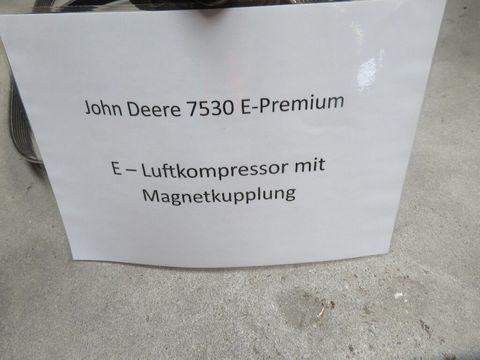 John Deere 7530 E-Premium
E – Luftkompressor mit
Magnetkupplung